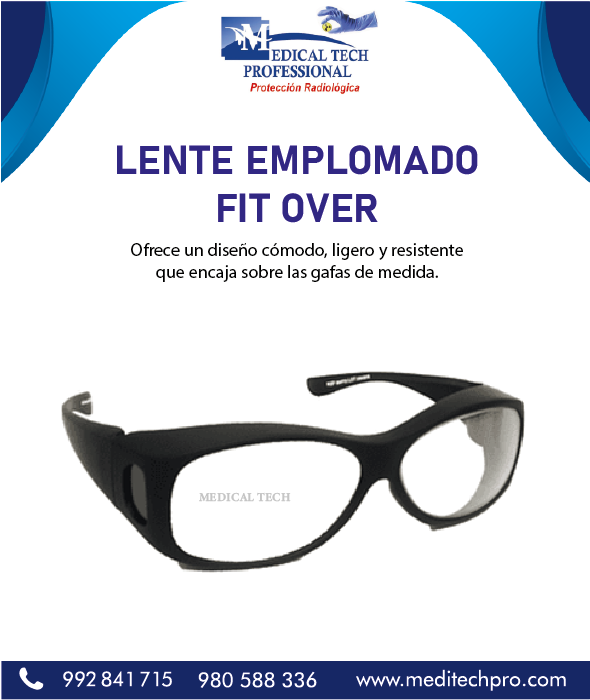 MEDICAL TECH
PROFESSIONAL
Protección Radiológica
LENTE EMPLOMADO
FIT OVER
Ofrece un diseño cómodo, ligero y resistente
que encaja sobre las gafas de medida.
MEDICAL TECH
992 841 715 980 588 336 www.meditechpro.com